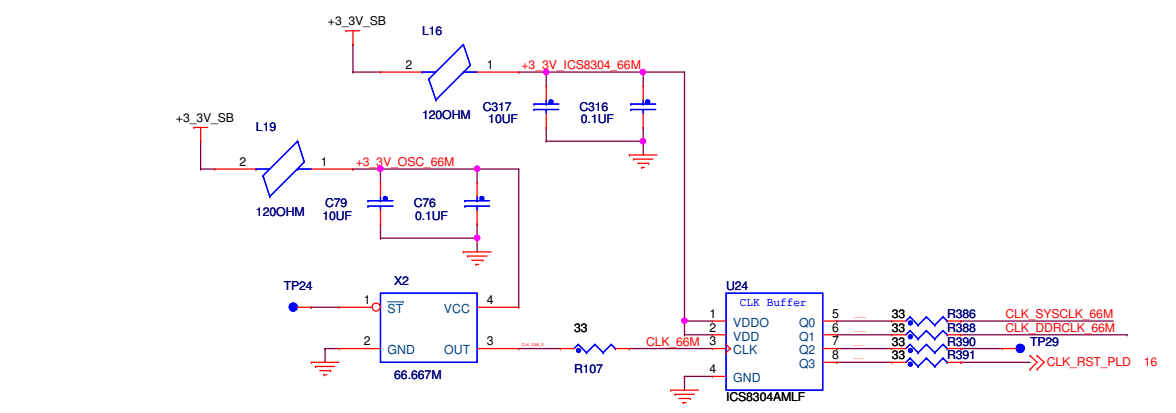 +3_3V_SB
L16
2
1
+3_3V_ICS8304_66M
120OHM
C317
10UF
C316
0.1UF
+3_3V_SB
L19
2
1
+3_3V_OSC_66M
120OHM
C79
10UF
C76
0.1UF
TP24
X2
1
ST
VCC
4
2
GND
OUT
3
66.667M
33
R107
CLK_66M
U24
CLK Buffer
1
VDDO
2
VDD
3
CLK
4
GND
Q0
5
Q1
6
Q2
7
Q3
8
ICS8304AMLF
33
R386
CLK_SYSCLK_66M
33
R388
CLK_DDRCLK_66M
33
R390
TP29
33
R391
CLK_RST_PLD
16